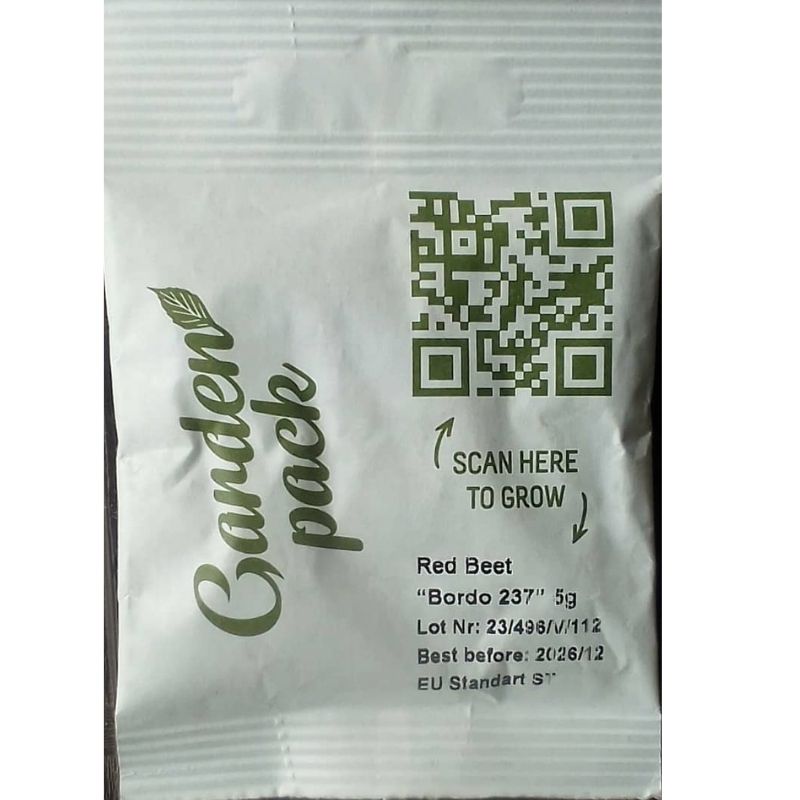 Garden
pack
SCAN HERE
TO GROW
Red Beet
“Bordo 237” 5g
Lot Nr: 23/496/V/112
Best before: 2026/12
EU Standart